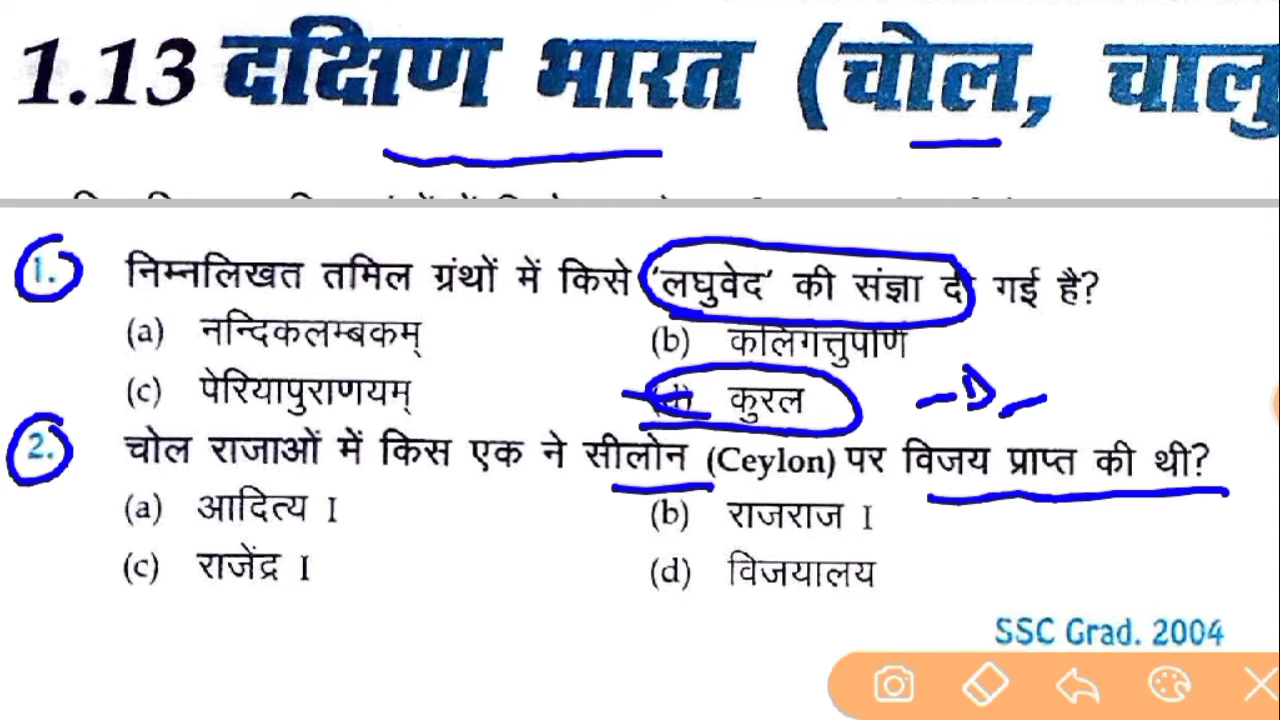 1.13 दक्षिण भारत (चोल, चालु
1. निम्नलिखत तमिल ग्रंथों में किसे 'लघुवेद' की संज्ञा दी गई है?
(a) नन्दिकलम्बकम् (b) कलिगत्तुपर्णि
(c) पेरियापुराणयम् (d) कुरल -D-
2. चोल राजाओं में किस एक ने सीलोन (Ceylon) पर विजय प्राप्त की थी?
(a) आदित्य I (b) राजराज I
(c) राजेंद्र I (d) विजयालय
SSC Grad. 2004